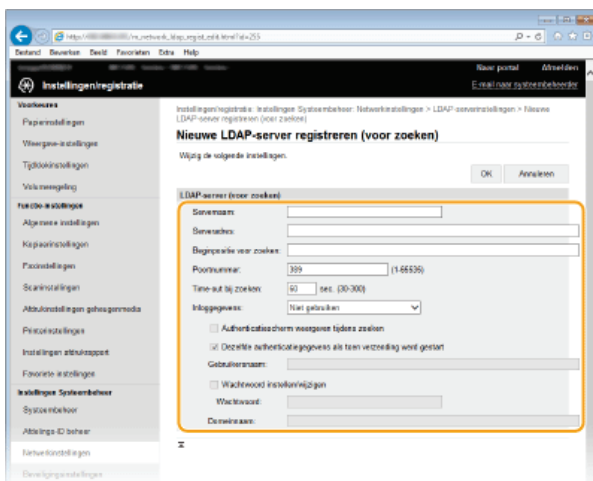 Bestand Bewerken Beeld Favorieten Extra Help
Naar portal Afmelden
Instellingen/registratie
E-mail naar systeembeheerder
Voorkeuren
Papierinstellingen
Weergave-instellingen
Tijdklokinstellingen
Volumeregeling
Functie-instellingen
Algemene instellingen
Kopieerinstellingen
Faxinstellingen
Scaninstellingen
Afdrukinstellingen geheugenmedia
Printerinstellingen
Instellingen afdrukrapport
Favoriete instellingen
Instellingen Systeembeheer
Systeembeheer
Afdelings-ID beheer
Netwerkinstellingen
Beveiligingsinstellingen
Instellingen/registratie: Instellingen Systeembeheer: Netwerkinstellingen > LDAP-serverinstellingen > Nieuwe
LDAP-server registreren (voor zoeken)
Nieuwe LDAP-server registreren (voor zoeken)
Wijzig de volgende instellingen.
OK Annuleren
LDAP-server (voor zoeken)
Servernaam:
Serveradres:
Beginpositie voor zoeken:
Poortnummer: 389 (1-65535)
Time-out bij zoeken: 60 sec. (30-300)
Inloggegevens: Niet gebruiken
Authenticatiescherm weergeven tijdens zoeken
Dezelfde authenticatiegegevens als toen verzending werd gestart
Gebruikersnaam:
Wachtwoord instellen/wijzigen
Wachtwoord:
Domeinnaam: